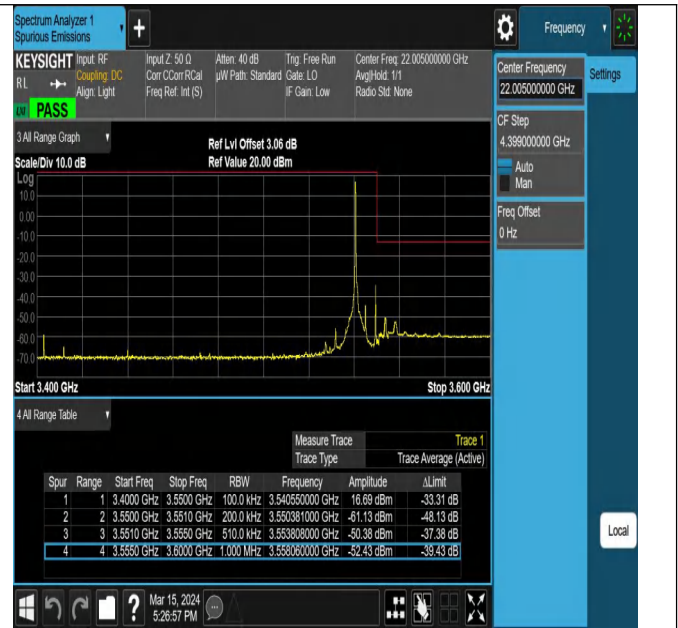 Spectrum Analyzer 1
Spurious Emissions
Frequency
KEYSIGHT
Input: RF
Coupling: DC
Align: Light
Input Z: 50 Ω
Corr CCorr RCal
Freq Ref: Int (S)
Atten: 40 dB
µW Path: Standard
Trig: Free Run
Gate: LO
IF Gain: Low
Center Freq: 22.005000000 GHz
Avg|Hold: 1/1
Radio Std: None
RL
LXI
PASS
Center Frequency
22.005000000 GHz
Settings
CF Step
4.399000000 GHz
Auto
Man
Freq Offset
0 Hz
3 All Range Graph
Scale/Div 10.0 dB
Ref Lvl Offset 3.06 dB
Ref Value 20.00 dBm
Log
10.0
0.00
-10.0
-20.0
-30.0
-40.0
-50.0
-60.0
-70.0
Start 3.400 GHz
Stop 3.600 GHz
4 All Range Table
Measure Trace Trace 1
Trace Type Trace Average (Active)
Spur Range Start Freq Stop Freq RBW Frequency Amplitude ΔLimit
1 1 3.4000 GHz 3.5500 GHz 100.0 kHz 3.540550000 GHz 16.69 dBm -33.31 dB
2 2 3.5500 GHz 3.5510 GHz 200.0 kHz 3.550381000 GHz -61.13 dBm -48.13 dB
3 3 3.5510 GHz 3.5550 GHz 510.0 kHz 3.553808000 GHz -50.38 dBm -37.38 dB
4 4 3.5550 GHz 3.6000 GHz 1.000 MHz 3.558060000 GHz -52.43 dBm -39.43 dB
Local
?
Mar 15, 2024
5:26:57 PM